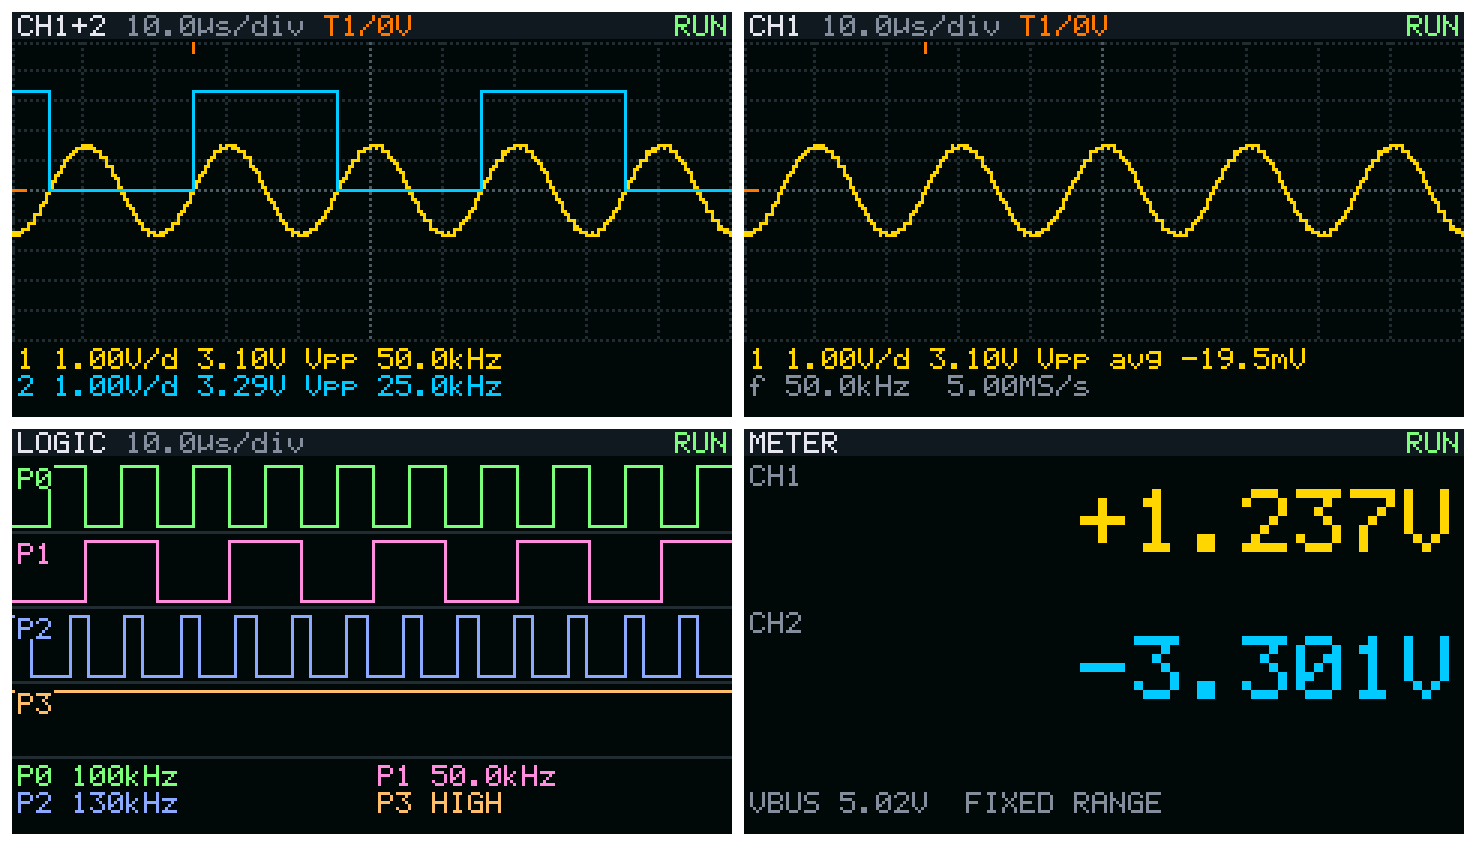 CH1+2 10.0µs/div T1/0V RUN
1 1.00V/d 3.10V Vpp 50.0kHz
2 1.00V/d 3.29V Vpp 25.0kHz
CH1 10.0µs/div T1/0V RUN
1 1.00V/d 3.10V Vpp avg -19.5mV
f 50.0kHz 5.00MS/s
LOGIC 10.0µs/div RUN
P0
P1
P2
P3
P0 100kHz P1 50.0kHz
P2 130kHz P3 HIGH
METER RUN
CH1
+1.237V
CH2
-3.301V
VBUS 5.02V FIXED RANGE